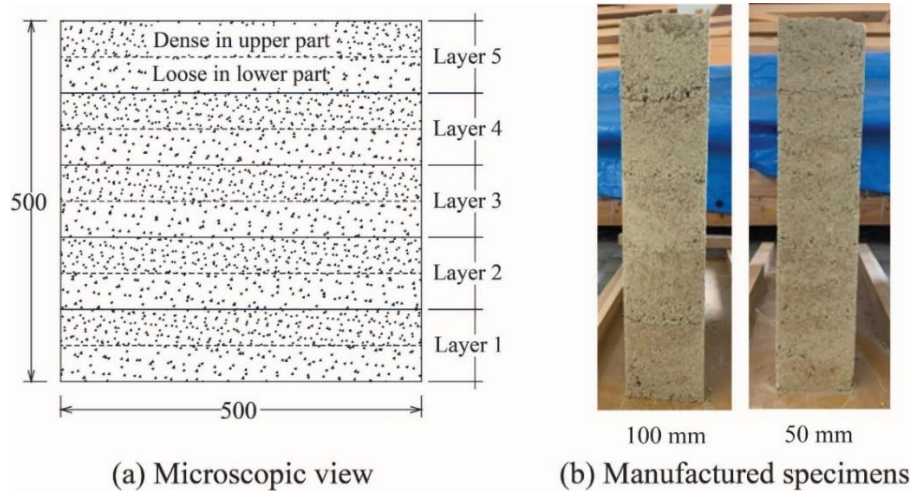 Dense in upper part
Loose in lower part
Layer 5
Layer 4
500
Layer 3
Layer 2
Layer 1
500
100 mm
50 mm
(a) Microscopic view
(b) Manufactured specimens